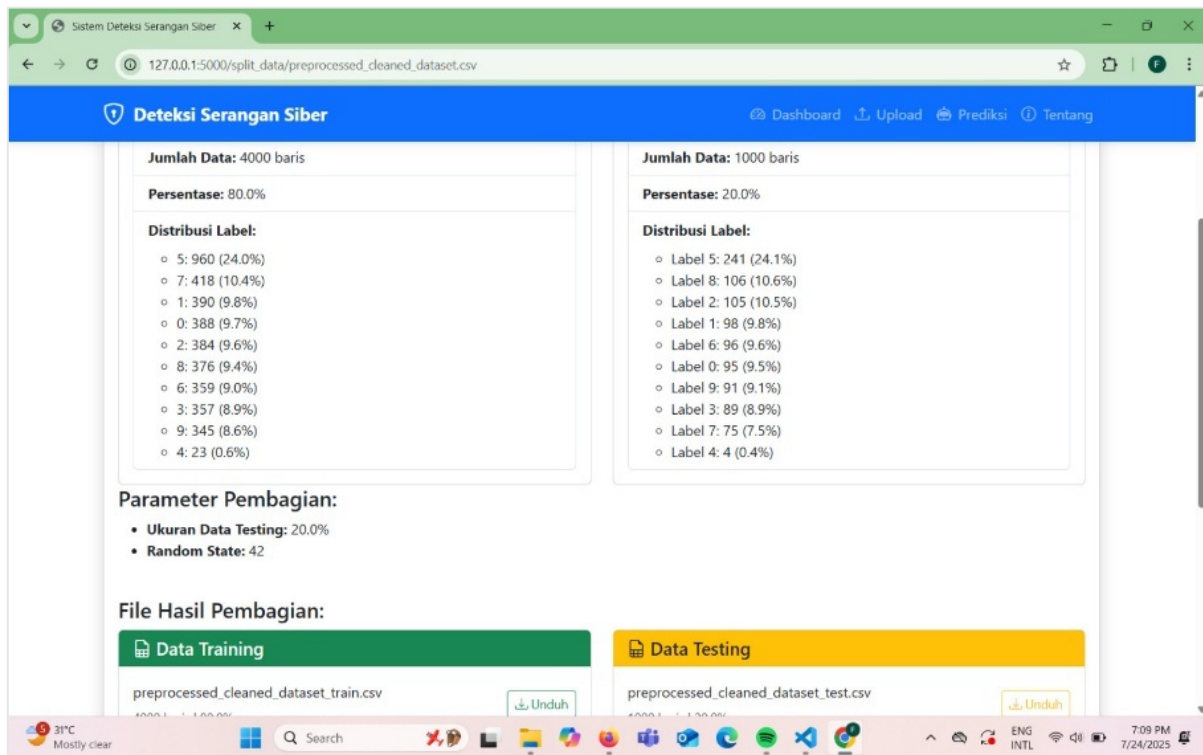 Sistem Deteksi Serangan Siber
127.0.0.1:5000/split_data/preprocessed_cleaned_dataset.csv
F
Deteksi Serangan Siber
Dashboard Upload Prediksi Tentang
Jumlah Data: 4000 baris
Persentase: 80.0%
Distribusi Label:
5: 960 (24.0%)
7: 418 (10.4%)
1: 390 (9.8%)
0: 388 (9.7%)
2: 384 (9.6%)
8: 376 (9.4%)
6: 359 (9.0%)
3: 357 (8.9%)
9: 345 (8.6%)
4: 23 (0.6%)
Jumlah Data: 1000 baris
Persentase: 20.0%
Distribusi Label:
Label 5: 241 (24.1%)
Label 8: 106 (10.6%)
Label 2: 105 (10.5%)
Label 1: 98 (9.8%)
Label 6: 96 (9.6%)
Label 0: 95 (9.5%)
Label 9: 91 (9.1%)
Label 3: 89 (8.9%)
Label 7: 75 (7.5%)
Label 4: 4 (0.4%)
Parameter Pembagian:
Ukuran Data Testing: 20.0%
Random State: 42
File Hasil Pembagian:
Data Training
preprocessed_cleaned_dataset_train.csv
Unduh
Data Testing
preprocessed_cleaned_dataset_test.csv
Unduh
5
31°C
Mostly clear
Search
ENG
INTL
7:09 PM
7/24/2025